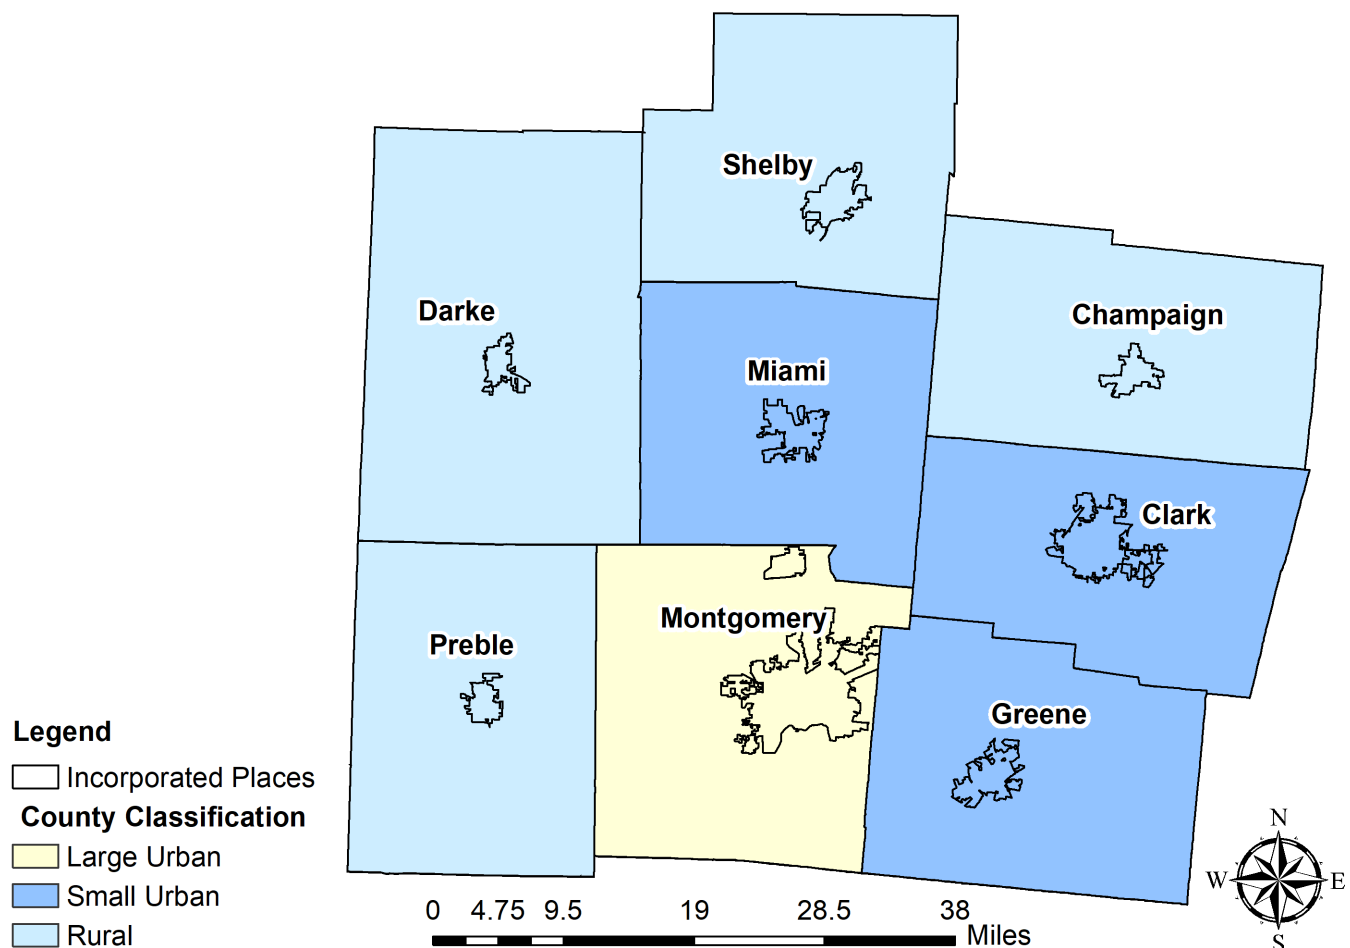 Shelby
Darke
Champaign
Miami
Clark
Montgomery
Preble
Greene
Legend
Incorporated Places
County Classification
Large Urban
Small Urban
Rural
0 4.75 9.5 19 28.5 38
Miles
N
W E
S